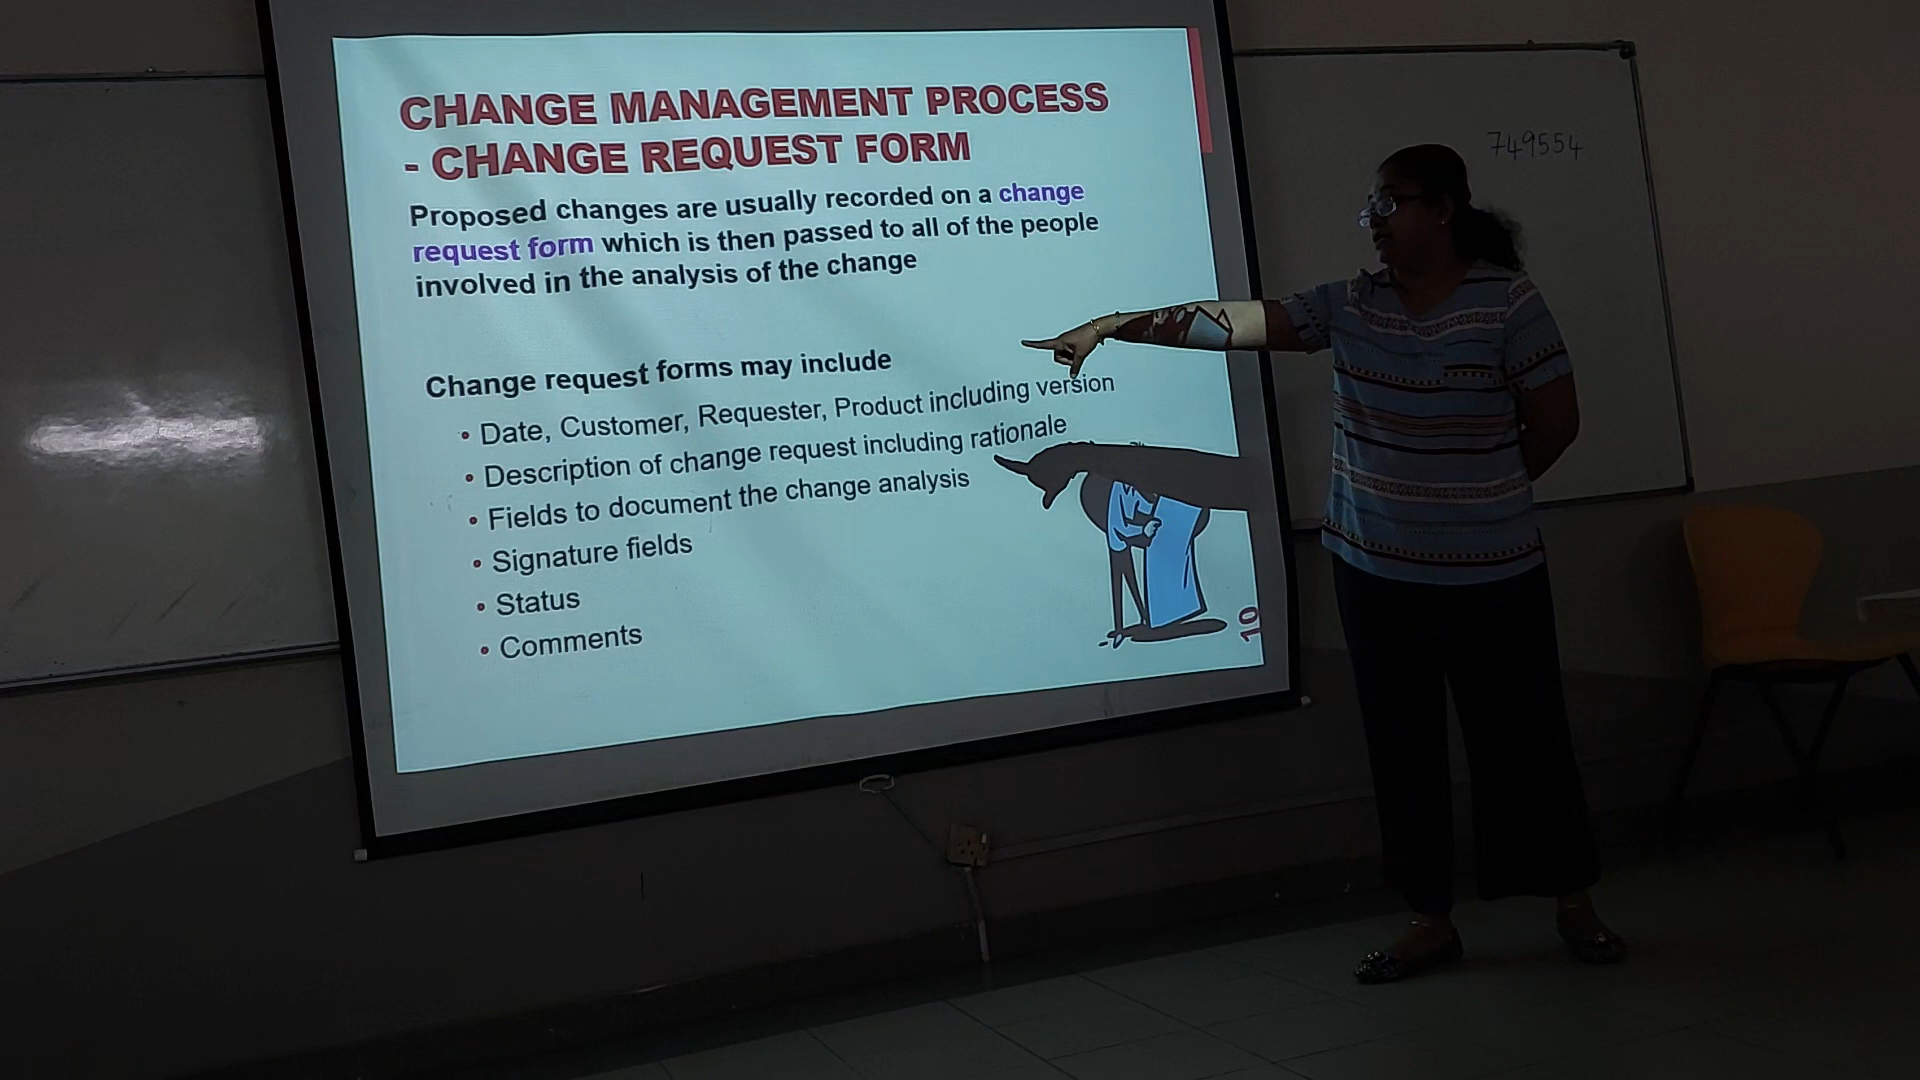 CHANGE MANAGEMENT PROCESS
- CHANGE REQUEST FORM
Proposed changes are usually recorded on a change
request form which is then passed to all of the people
involved in the analysis of the change
Change request forms may include
• Date, Customer, Requester, Product including version
• Description of change request including rationale
• Fields to document the change analysis
• Signature fields
• Status
• Comments
10
749554